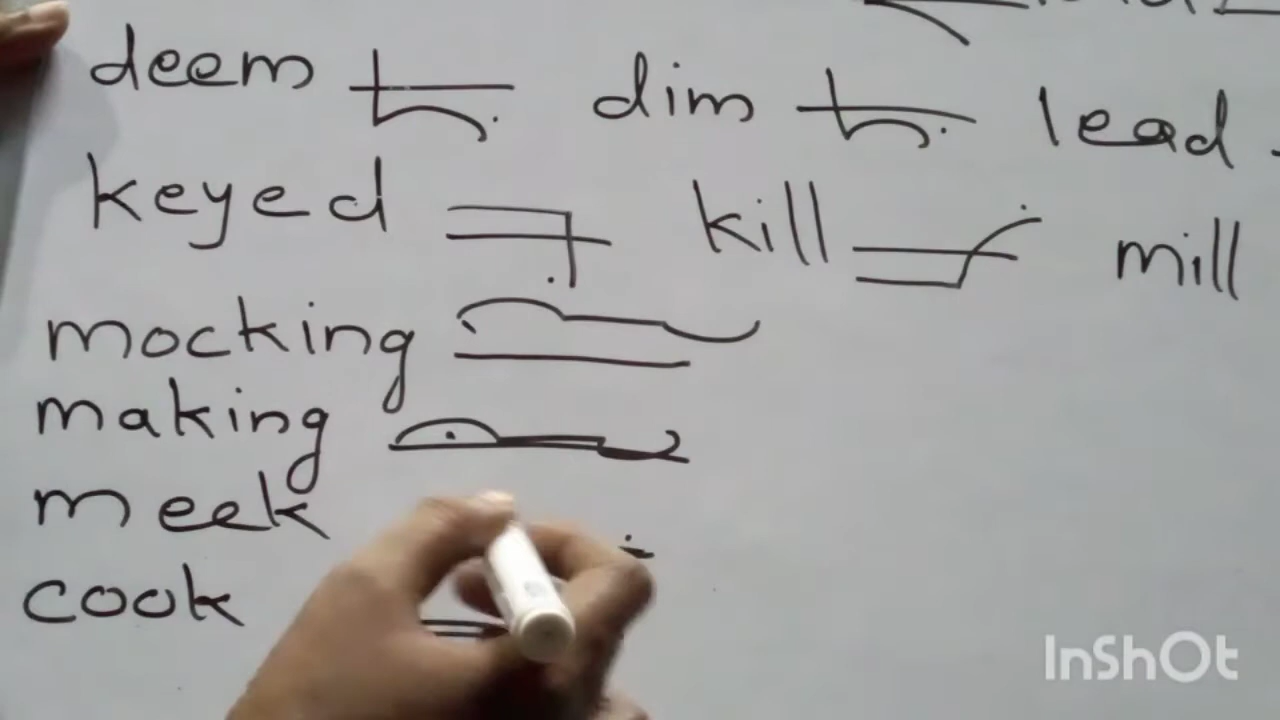 deem dim lead
keyed kill mill
mocking
making
meek
cook
InShOt